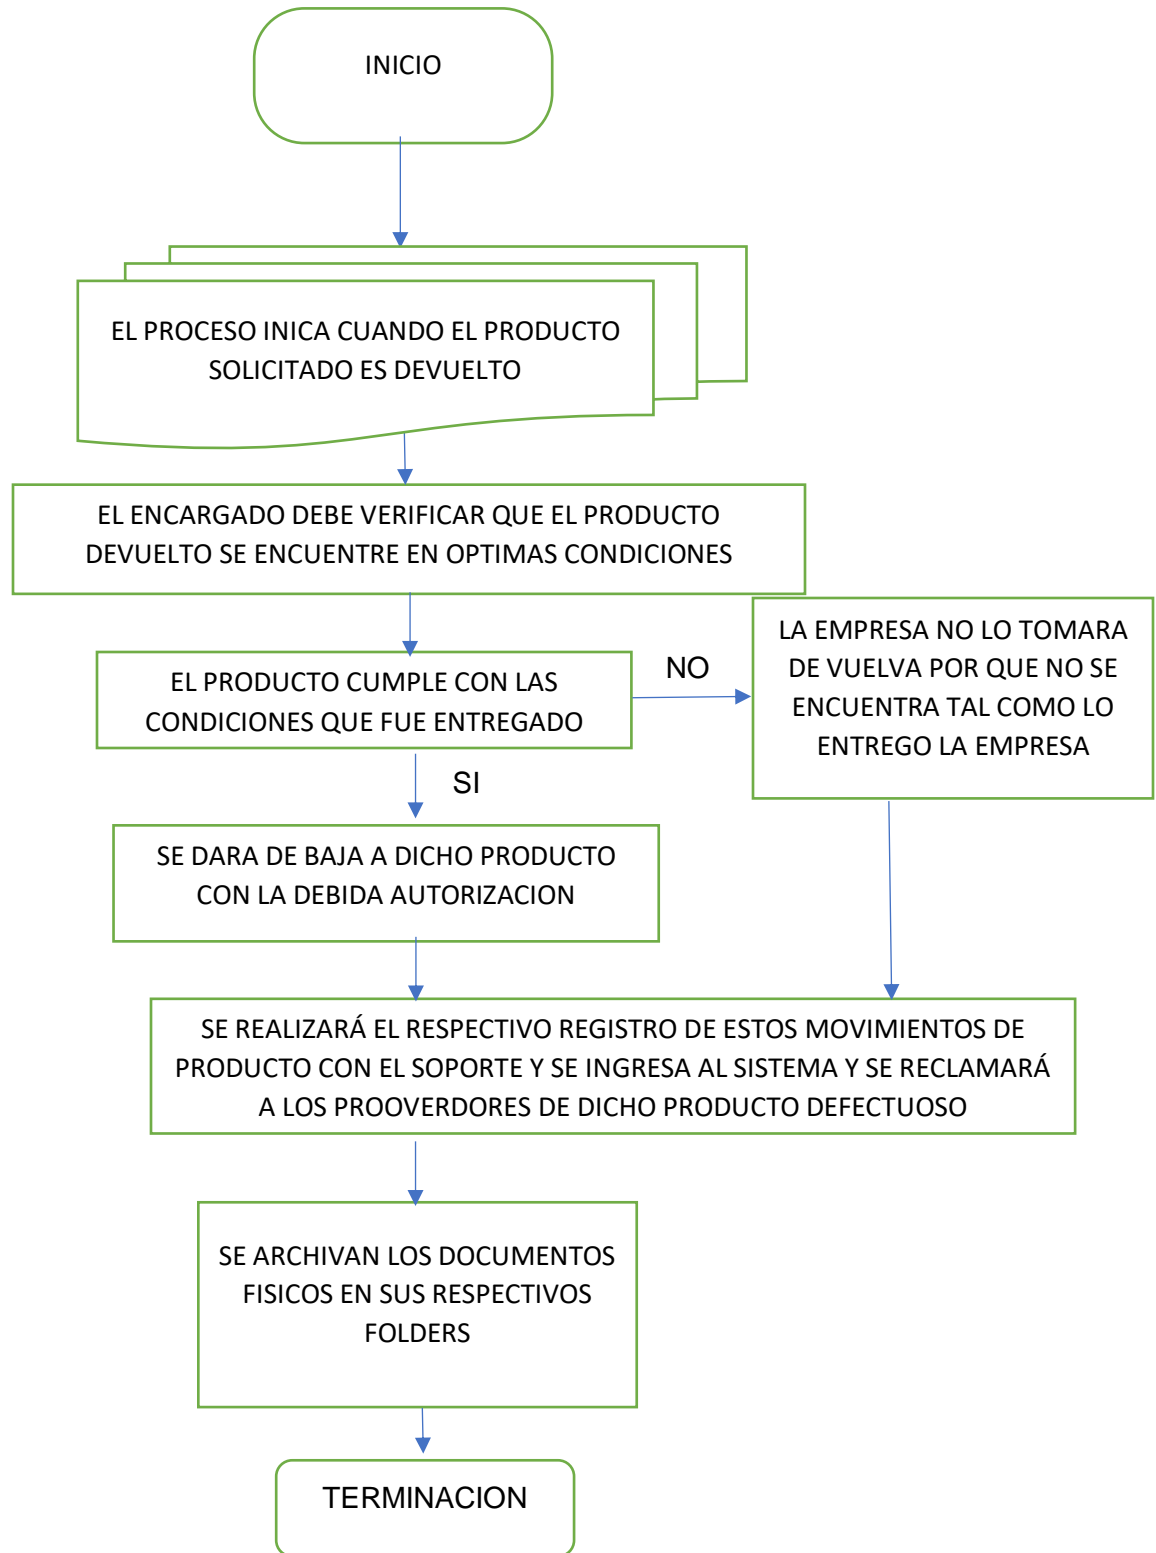 INICIO
EL PROCESO INICA CUANDO EL PRODUCTO
SOLICITADO ES DEVUELTO
EL ENCARGADO DEBE VERIFICAR QUE EL PRODUCTO
DEVUELTO SE ENCUENTRE EN OPTIMAS CONDICIONES
EL PRODUCTO CUMPLE CON LAS
CONDICIONES QUE FUE ENTREGADO
NO
LA EMPRESA NO LO TOMARA
DE VUELVA POR QUE NO SE
ENCUENTRA TAL COMO LO
ENTREGO LA EMPRESA
SI
SE DARA DE BAJA A DICHO PRODUCTO
CON LA DEBIDA AUTORIZACION
SE REALIZARÁ EL RESPECTIVO REGISTRO DE ESTOS MOVIMIENTOS DE
PRODUCTO CON EL SOPORTE Y SE INGRESA AL SISTEMA Y SE RECLAMARÁ
A LOS PROOVERDORES DE DICHO PRODUCTO DEFECTUOSO
SE ARCHIVAN LOS DOCUMENTOS
FISICOS EN SUS RESPECTIVOS
FOLDERS
TERMINACION